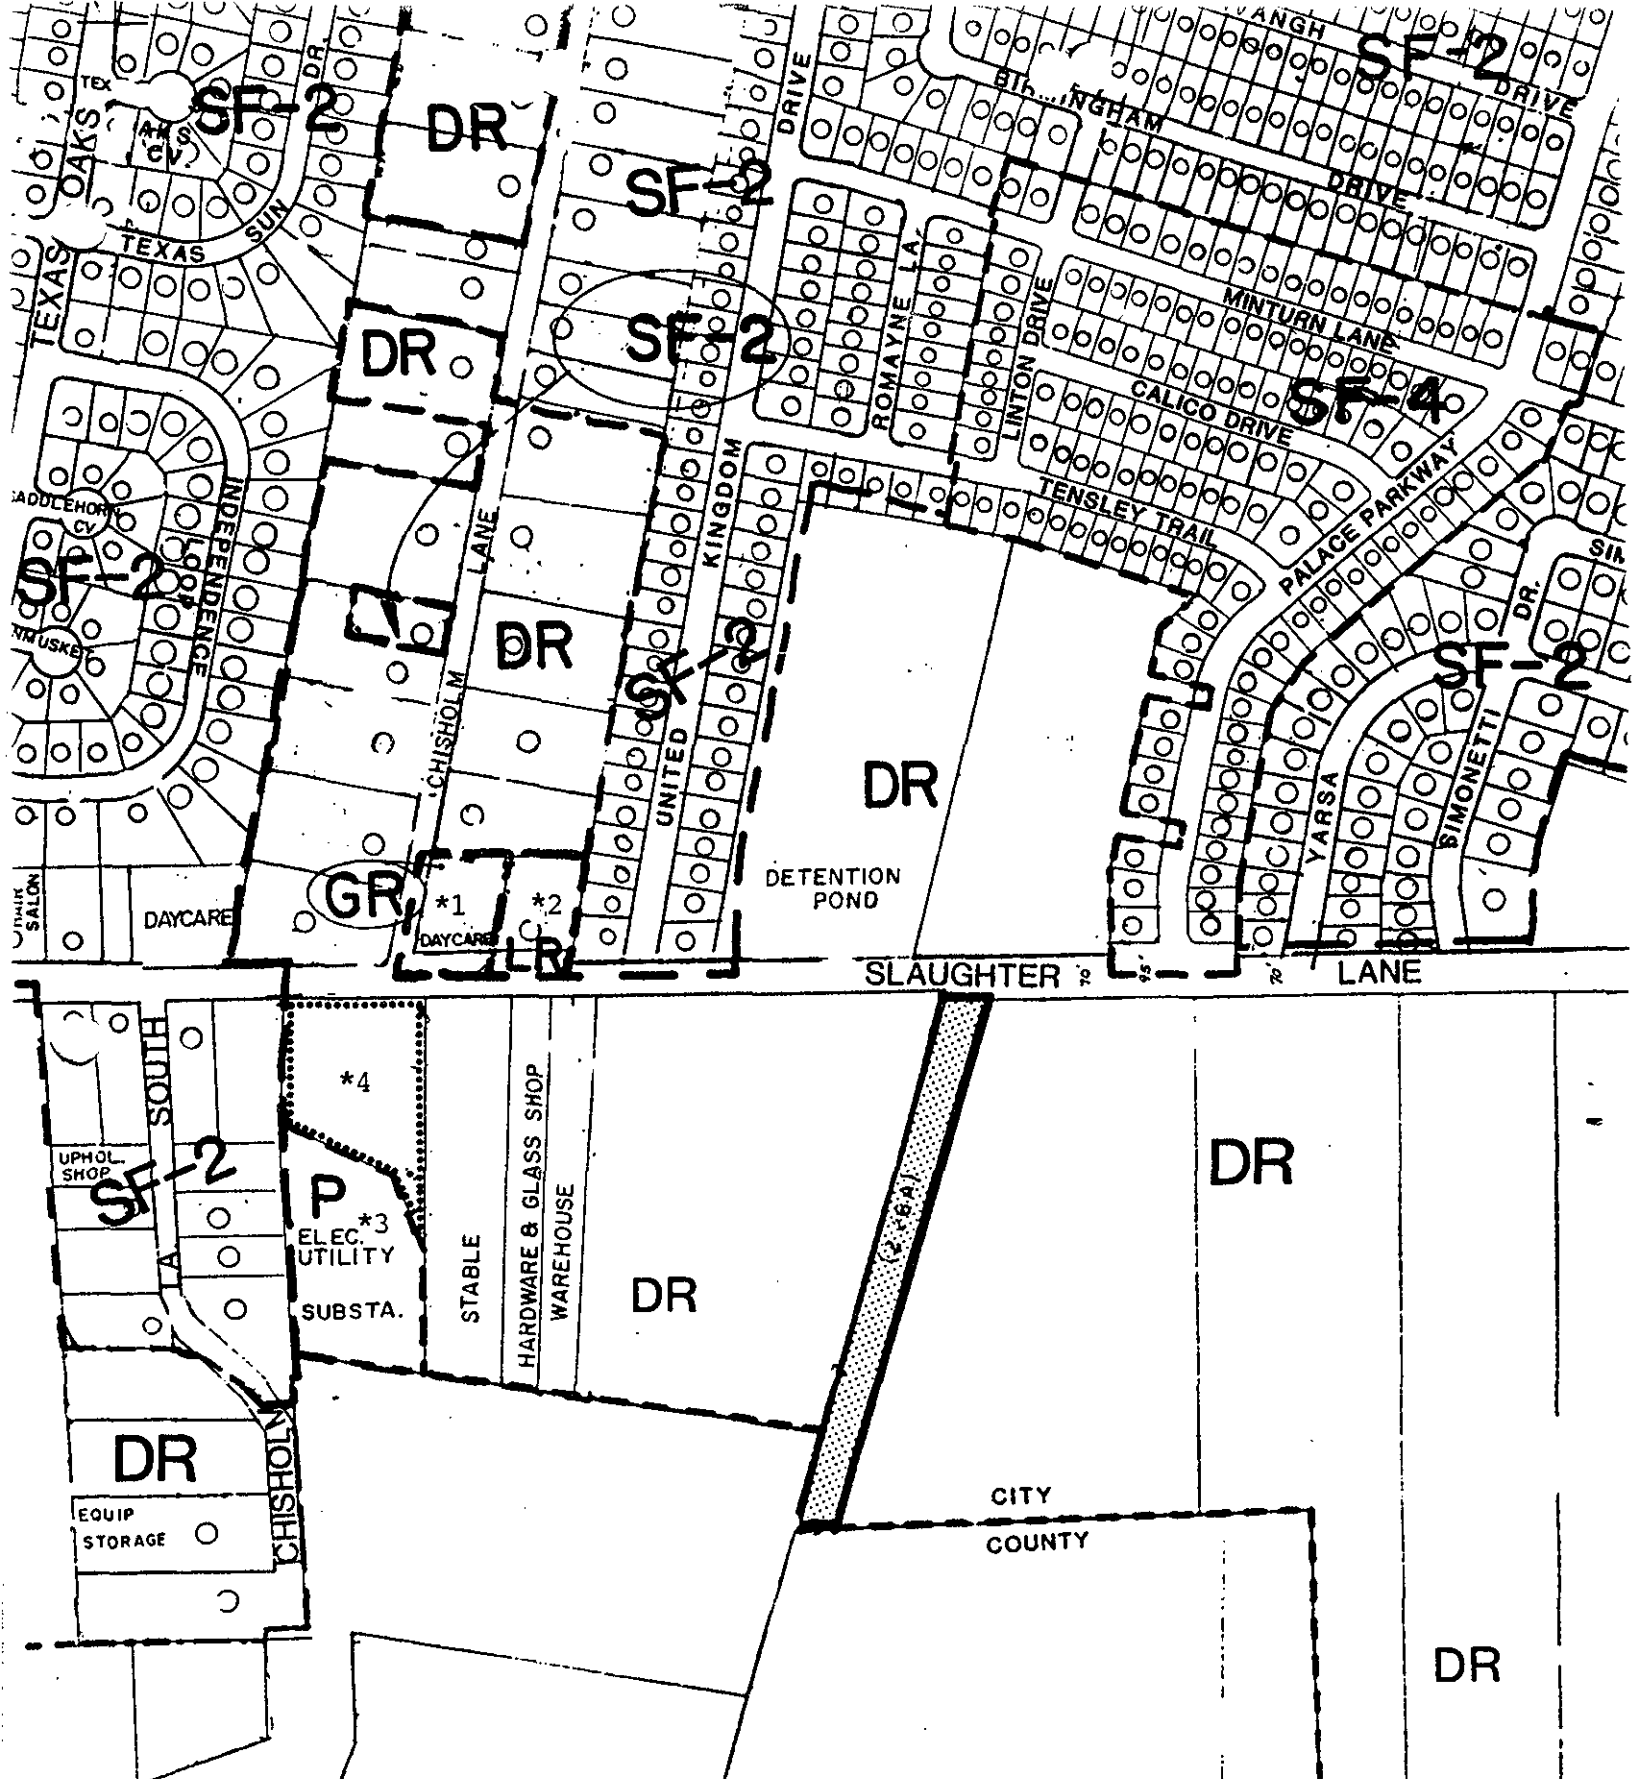 SF-2
DRIVE
DR.
TEX
SF-2
DR
DRIVE
DRIVE
OAKS
CV.
SUN
TEXAS
TEXAS
SF-2
ROMAYNE LA.
LINTON DRIVE
MINTURN LANE
DR
SF-2
SF-4
CALICO DRIVE
PALACE PARKWAY
TENSLEY TRAIL
KINGDOM
UNITED
LANE
CHISHOLM
CV
INDEPENDENCE
LOOP
SF-2
DR
SF-2
DR.
SF-2
SIMONETTI
YARSA
DR
DETENTION
POND
SALON
DAYCARE
GR
*1
*2
DAYCARE
LR
SLAUGHTER
70'
95'
70'
LANE
SOUTH
LA
*4
UPHOL.
SHOP
SF-2
P
*3
ELEC.
UTILITY
SUBSTA.
STABLE
HARDWARE & GLASS SHOP
WAREHOUSE
DR
DR
DR
CHISHOLM
EQUIP
STORAGE
CITY
COUNTY
DR